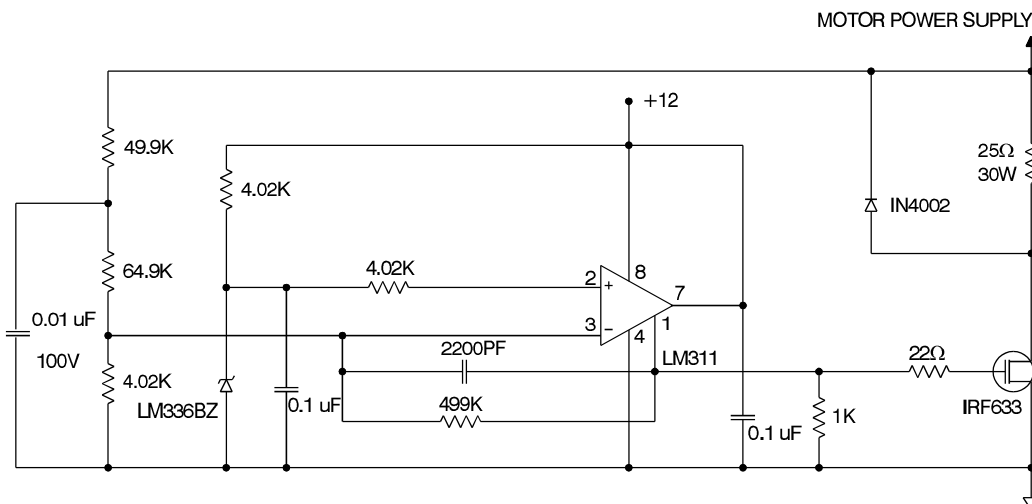 MOTOR POWER SUPPLY
+12
49.9K
4.02K
25Ω
30W
IN4002
64.9K
4.02K
2
+
8
7
3
−
4
1
0.01 uF
100V
2200PF
LM311
22Ω
4.02K
LM336BZ
0.1 uF
499K
IRF633
1K
0.1 uF